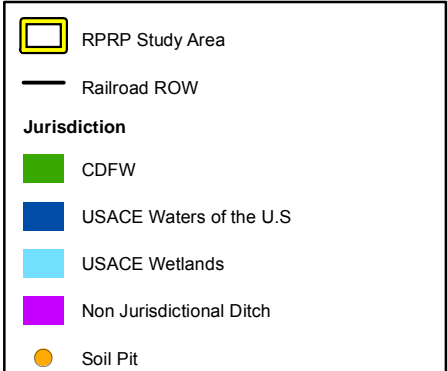 RPRP Study Area
Railroad ROW
Jurisdiction
CDFW
USACE Waters of the U.S
USACE Wetlands
Non Jurisdictional Ditch
Soil Pit